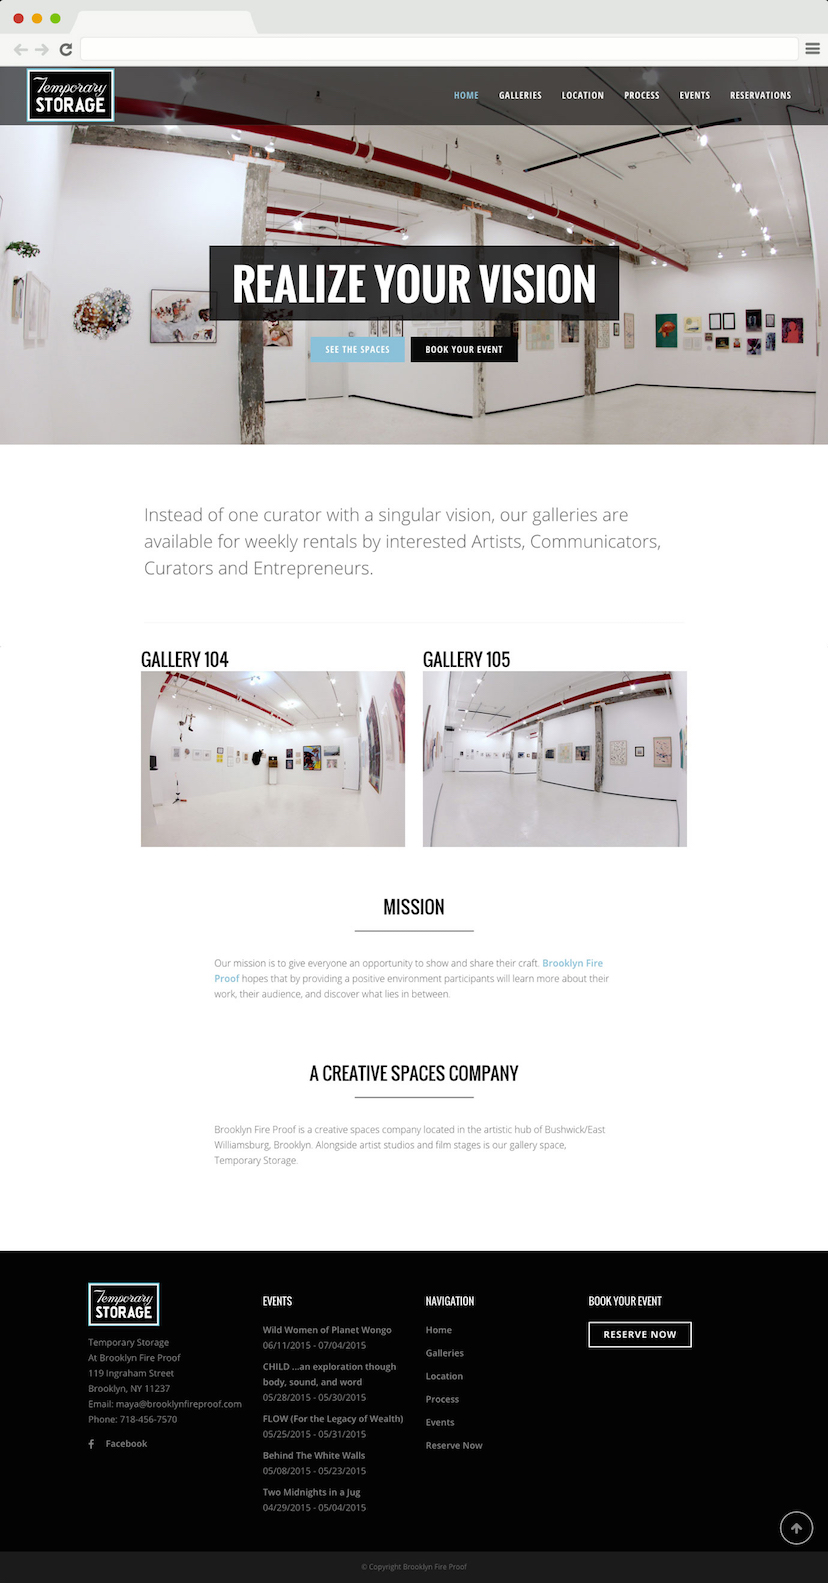 Temporary
STORAGE
HOME GALLERIES LOCATION PROCESS EVENTS RESERVATIONS
REALIZE YOUR VISION
SEE THE SPACES BOOK YOUR EVENT
Instead of one curator with a singular vision, our galleries are
available for weekly rentals by interested Artists, Communicators,
Curators and Entrepreneurs.
GALLERY 104
GALLERY 105
MISSION
Our mission is to give everyone an opportunity to show and share their craft. Brooklyn Fire
Proof hopes that by providing a positive environment participants will learn more about their
work, their audience, and discover what lies in between.
A CREATIVE SPACES COMPANY
Brooklyn Fire Proof is a creative spaces company located in the artistic hub of Bushwick/East
Williamsburg, Brooklyn. Alongside artist studios and film stages is our gallery space,
Temporary Storage.
Temporary
STORAGE
Temporary Storage
At Brooklyn Fire Proof
119 Ingraham Street
Brooklyn, NY 11237
Email: maya@brooklynfireproof.com
Phone: 718-456-7570
Facebook
EVENTS
Wild Women of Planet Wongo
06/11/2015 - 07/04/2015
CHILD ...an exploration though
body, sound, and word
05/28/2015 - 05/30/2015
FLOW (For the Legacy of Wealth)
05/25/2015 - 05/31/2015
Behind The White Walls
05/08/2015 - 05/23/2015
Two Midnights in a Jug
04/29/2015 - 05/04/2015
NAVIGATION
Home
Galleries
Location
Process
Events
Reserve Now
BOOK YOUR EVENT
RESERVE NOW
© Copyright Brooklyn Fire Proof